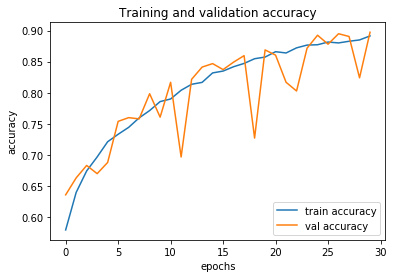 Training and validation accuracy
accuracy
0.90
0.85
0.80
0.75
0.70
0.65
0.60
train accuracy
val accuracy
0 5 10 15 20 25 30
epochs